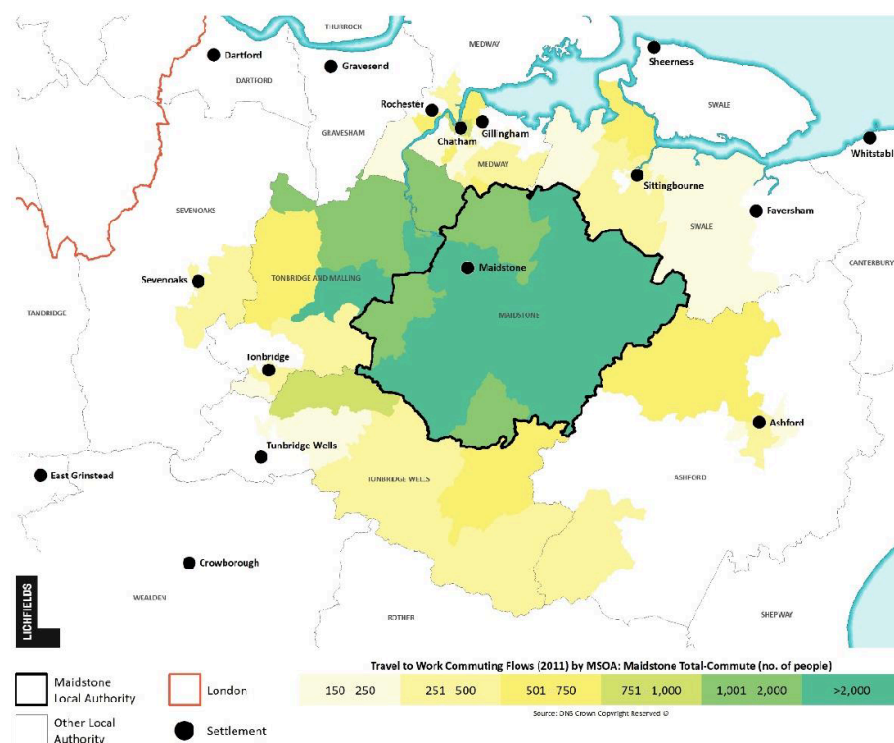 THURROCK
MEDWAY
Dartford
Sheerness
Gravesend
DARTFORD
SWALE
Rochester
Gillingham
Chatham
GRAVESHAM
Whitstabl
MEDWAY
Sittingbourne
SEVENOAKS
Faversham
SWALE
CANTERBURY
Maidstone
Sevenoaks
TONBRIDGE AND MALLING
TANDRIDGE
MAIDSTONE
Tonbridge
Ashford
Tunbridge Wells
East Grinstead
TUNBRIDGE WELLS
ASHFORD
Crowborough
WEALDEN
ROTHER
SHEPWAY
LICHFIELDS
Travel to Work Commuting Flows (2011) by MSOA: Maidstone Total-Commute (no. of people)
Maidstone
Local Authority
London
150 250
251 500
501 750
751 1,000
1,001 2,000
>2,000
Source: ONS Crown Copyright Reserved ©
Other Local
Authority
Settlement